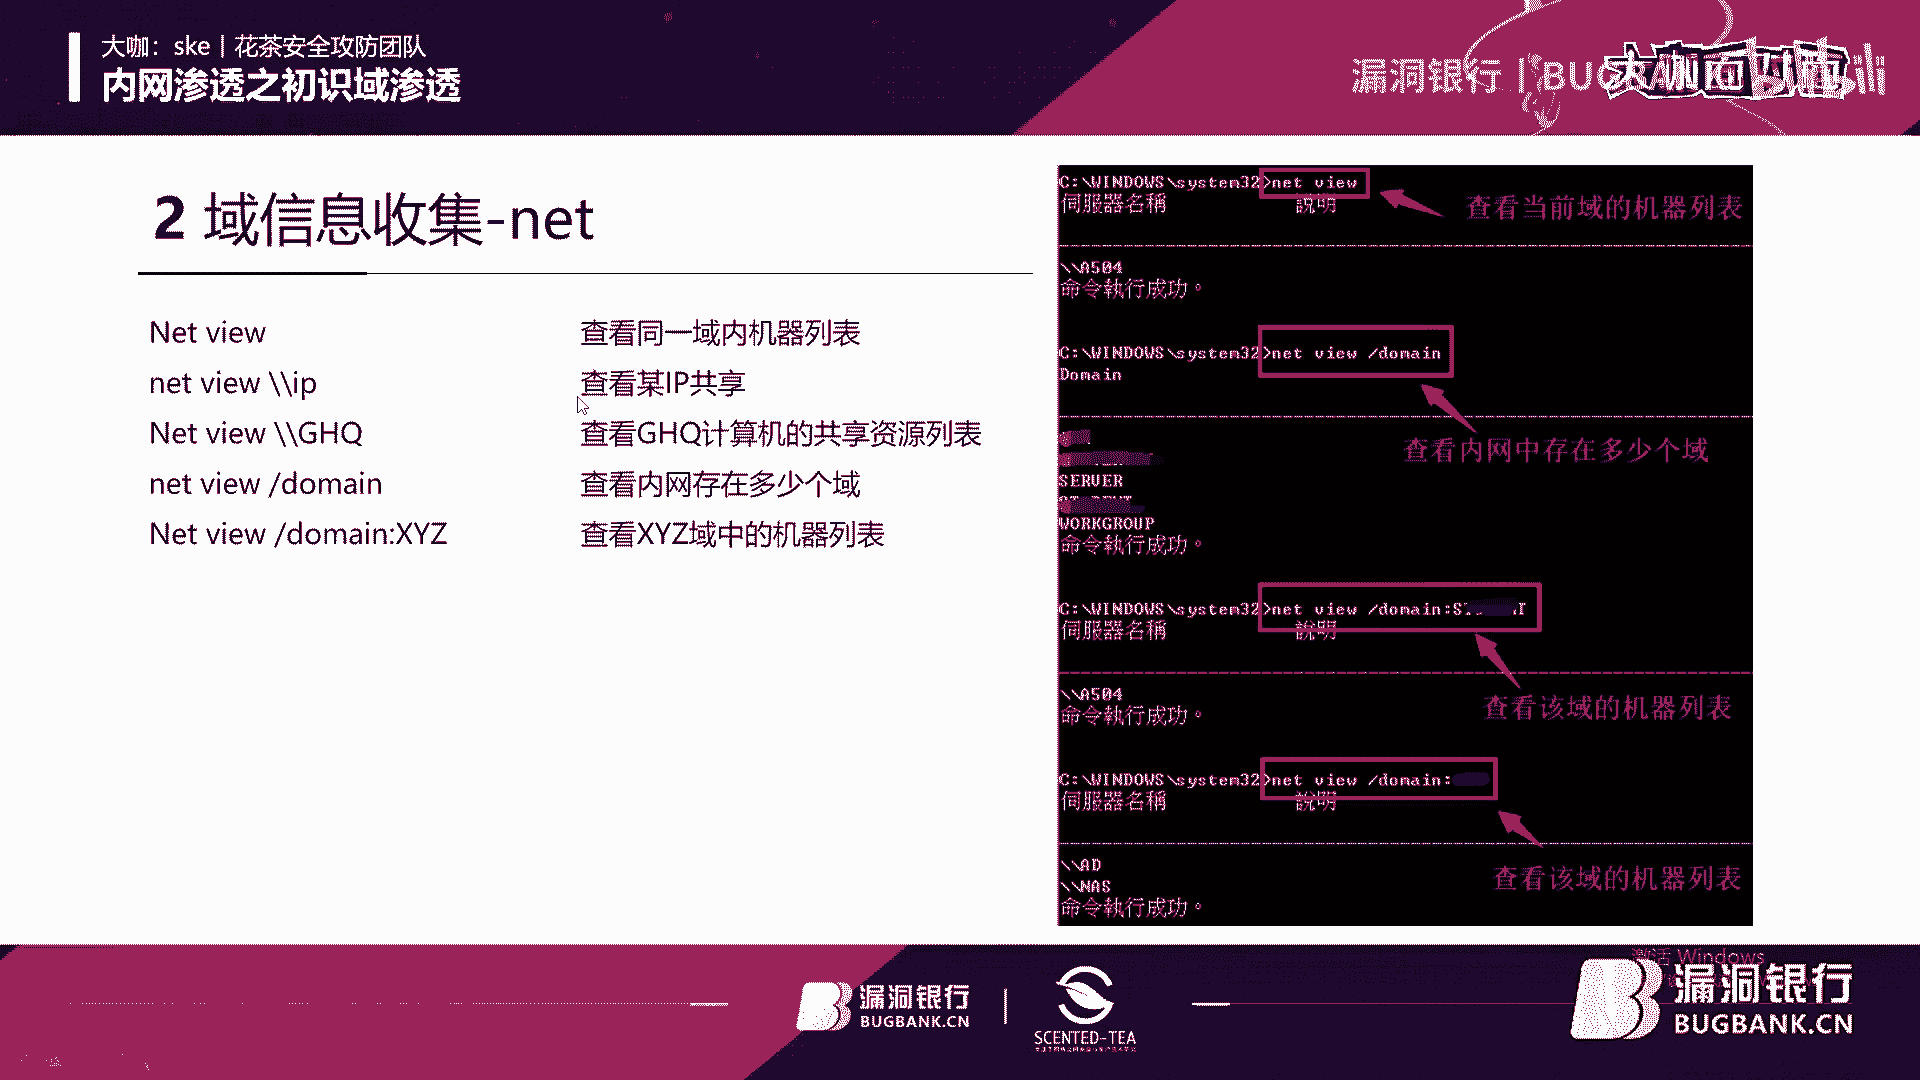 大咖：ske | 花茶安全攻防团队
内网渗透之初识域渗透
漏洞银行 | BUG
大咖面对面
2 域信息收集-net
Net view 查看同一域内机器列表
net view \\ip 查看某IP共享
Net view \\GHQ 查看GHQ计算机的共享资源列表
net view /domain 查看内网存在多少个域
Net view /domain:XYZ 查看XYZ域中的机器列表
C:\WINDOWS\system32>net view
伺服器名稱 說明
查看当前域的机器列表
\\A504
命令執行成功。
C:\WINDOWS\system32>net view /domain
Domain
查看内网中存在多少个域
SERVER
WORKGROUP
命令執行成功。
C:\WINDOWS\system32>net view /domain:S
伺服器名稱 說明
\\A504
命令執行成功。
查看该域的机器列表
C:\WINDOWS\system32>net view /domain:
伺服器名稱 說明
\\AD
\\NAS
命令執行成功。
查看该域的机器列表
激活 Windows
漏洞银行
BUGBANK.CN
SCENTED-TEA
漏洞银行
BUGBANK.CN